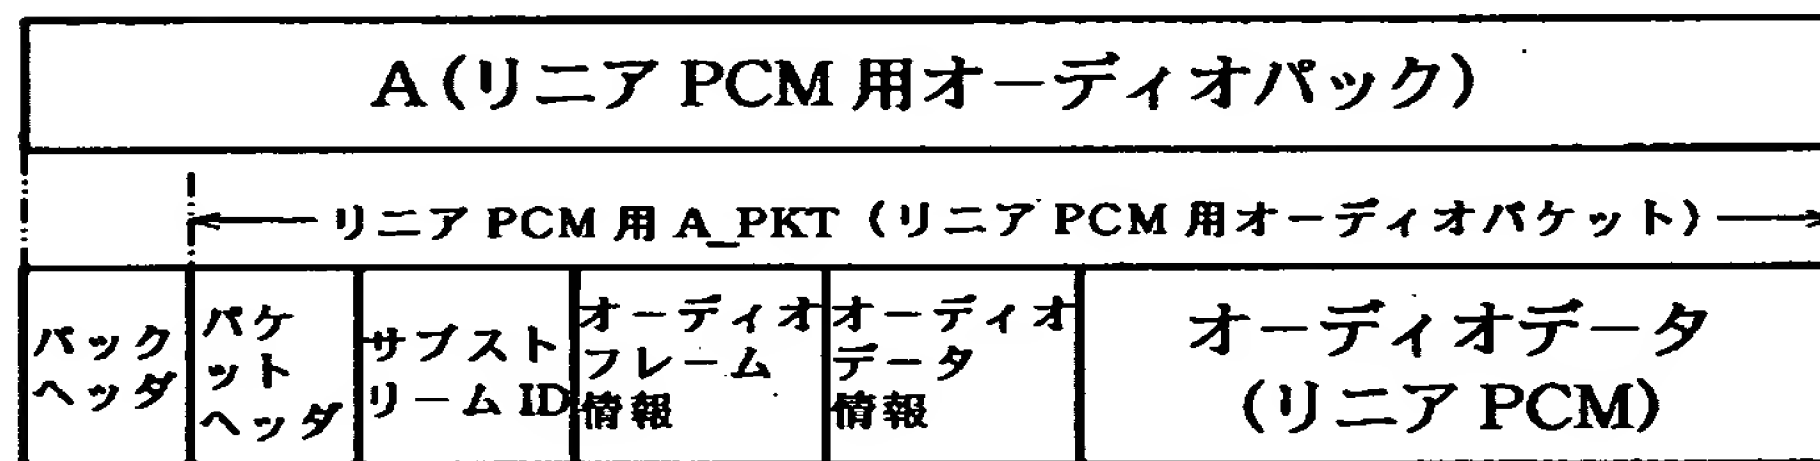 A(リニア PCM 用オーディオパック)
リニア PCM 用 A_PKT (リニア PCM 用オーディオパケット)
パック
ヘッダ
パケ
ット
ヘッダ
サブスト
リーム ID
オーディオ
フレーム
情報
オーディオ
データ
情報
オーディオデータ
(リニア PCM)